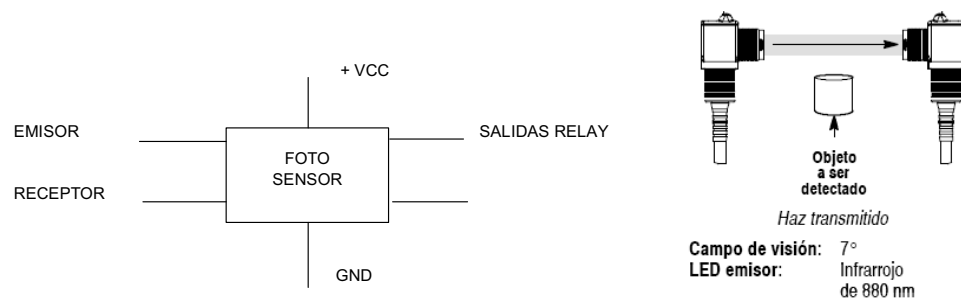 + VCC
EMISOR
SALIDAS RELAY
FOTO
SENSOR
RECEPTOR
GND
Objeto
a ser
detectado
Haz transmitido
Campo de visión: 7°
LED emisor: Infrarrojo
de 880 nm